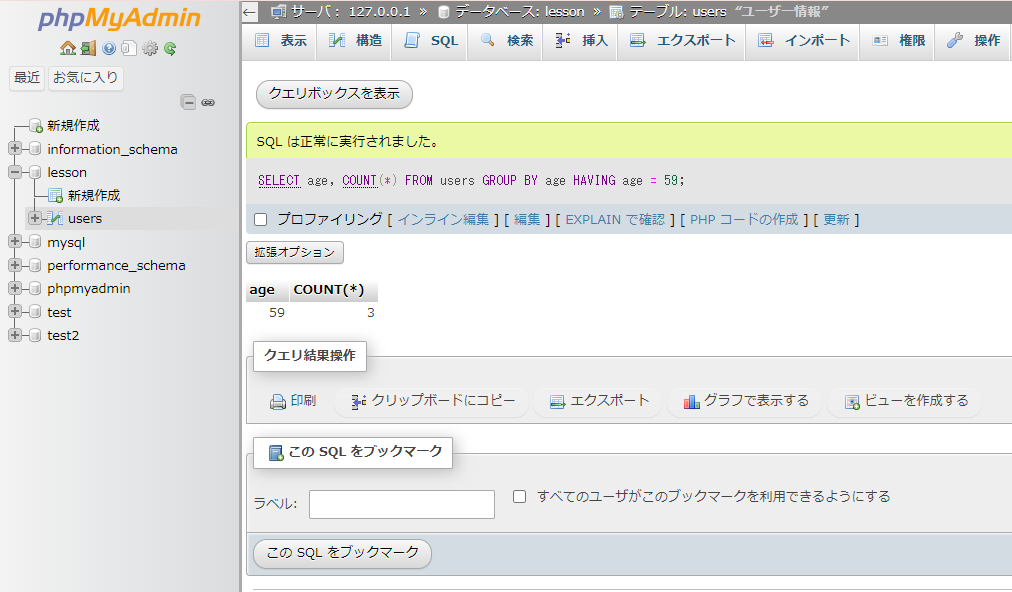 phpMyAdmin
最近 お気に入り
新規作成
information_schema
lesson
新規作成
users
mysql
performance_schema
phpmyadmin
test
test2
サーバ: 127.0.0.1 » データベース: lesson » テーブル: users “ユーザー情報”
表示 構造 SQL 検索 挿入 エクスポート インポート 権限 操作
クエリボックスを表示
SQL は正常に実行されました。
SELECT age, COUNT(*) FROM users GROUP BY age HAVING age = 59;
プロファイリング [ インライン編集 ] [ 編集 ] [ EXPLAIN で確認 ] [ PHP コードの作成 ] [ 更新 ]
拡張オプション
age COUNT(*)
59 3
クエリ結果操作
印刷 クリップボードにコピー エクスポート グラフで表示する ビューを作成する
この SQL をブックマーク
ラベル: すべてのユーザがこのブックマークを利用できるようにする
この SQL をブックマーク